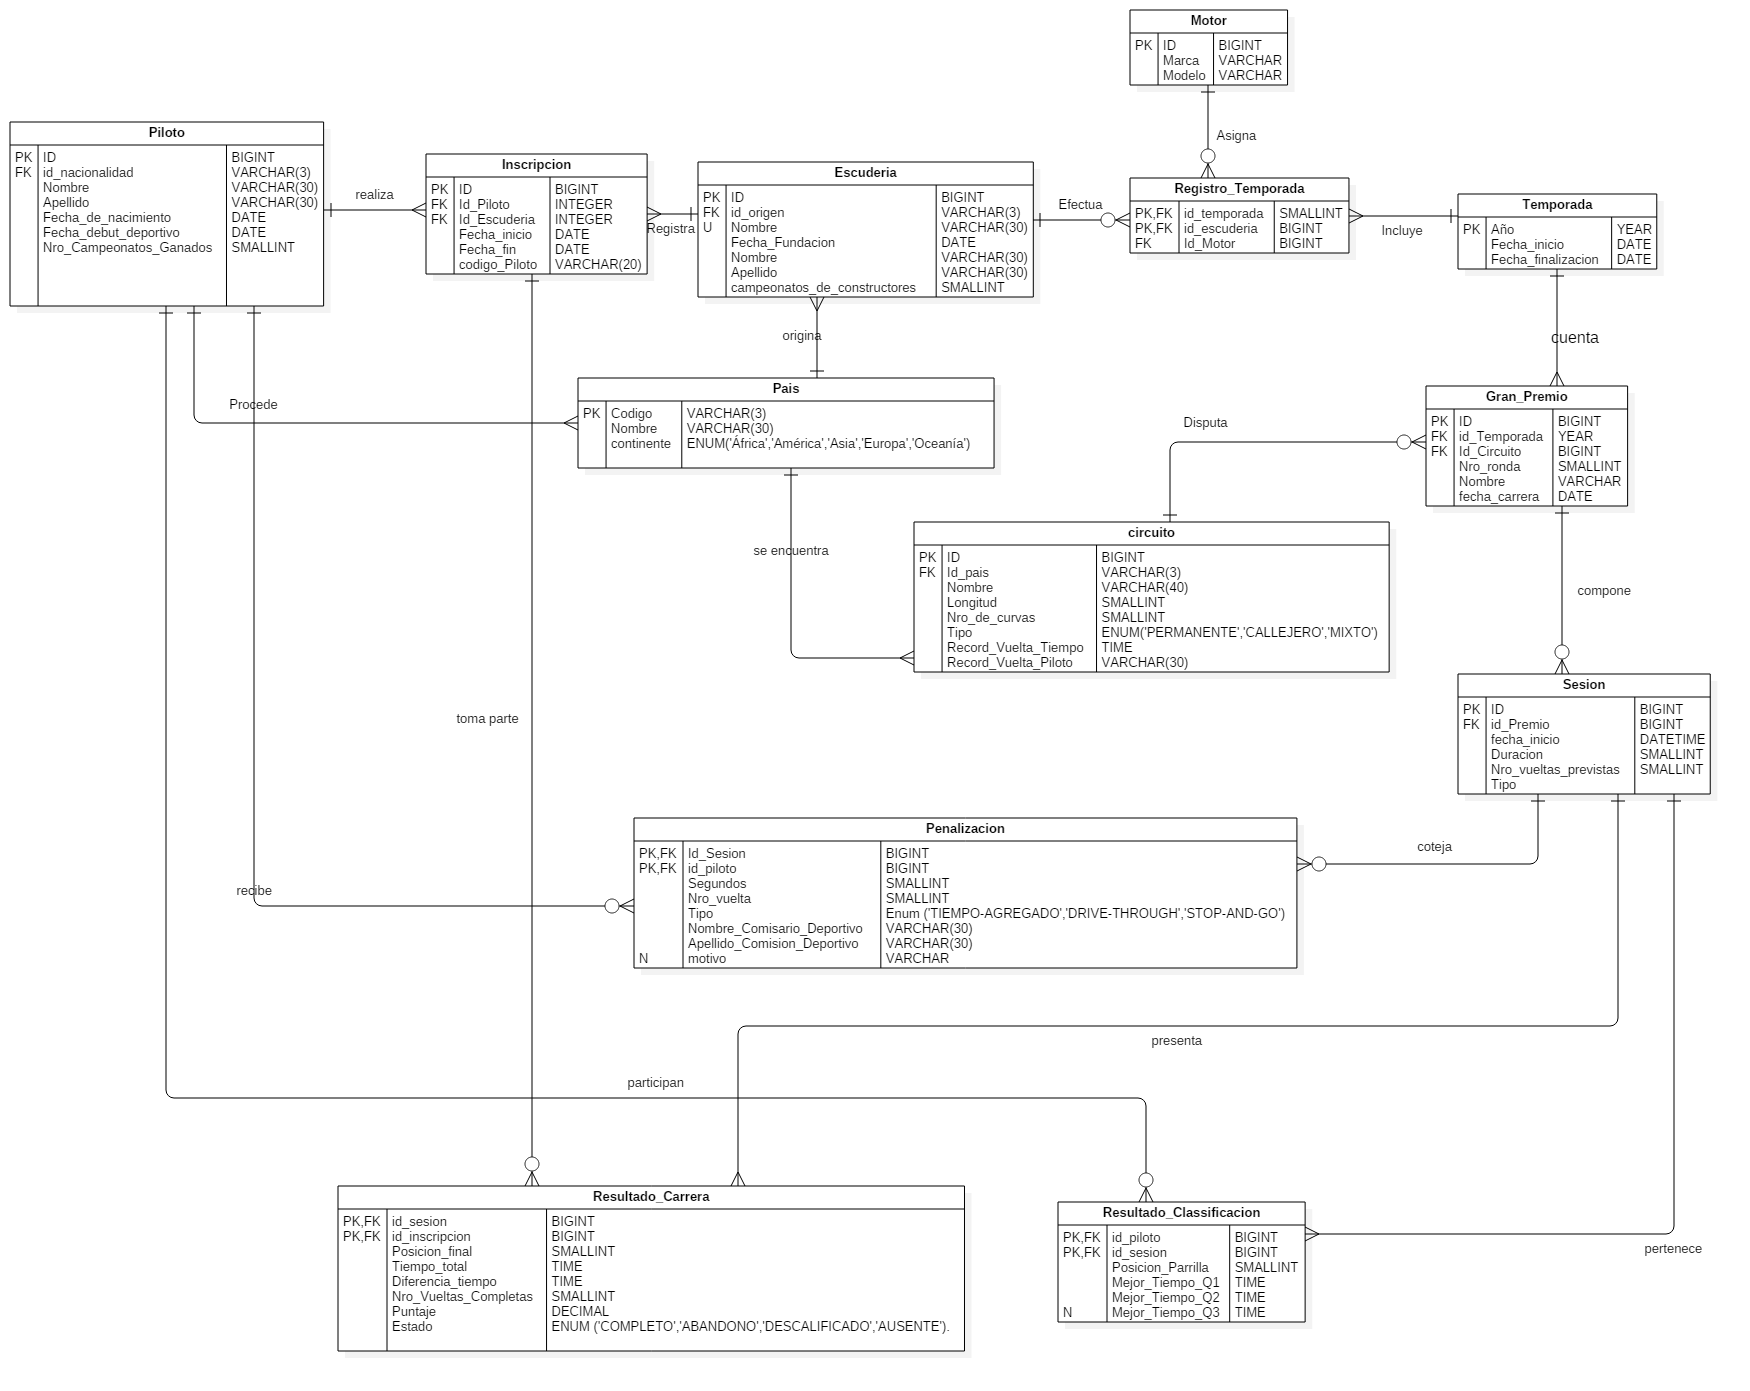 Motor
PK ID BIGINT
Marca VARCHAR
Modelo VARCHAR
Asigna
Piloto
PK ID BIGINT
FK id_nacionalidad VARCHAR(3)
Nombre VARCHAR(30)
Apellido VARCHAR(30)
Fecha_de_nacimiento DATE
Fecha_debut_deportivo DATE
Nro_Campeonatos_Ganados SMALLINT
realiza
Inscripcion
PK ID BIGINT
FK Id_Piloto INTEGER
FK Id_Escuderia INTEGER
Fecha_inicio DATE
Fecha_fin DATE
codigo_Piloto VARCHAR(20)
Registra
Escuderia
PK ID BIGINT
FK id_origen VARCHAR(3)
U Nombre VARCHAR(30)
Fecha_Fundacion DATE
Nombre VARCHAR(30)
Apellido VARCHAR(30)
campeonatos_de_constructores SMALLINT
Efectua
Registro_Temporada
PK,FK id_temporada SMALLINT
PK,FK id_escuderia BIGINT
FK Id_Motor BIGINT
Incluye
Temporada
PK Año YEAR
Fecha_inicio DATE
Fecha_finalizacion DATE
origina
cuenta
Procede
Pais
PK Codigo VARCHAR(3)
Nombre VARCHAR(30)
continente ENUM('África','América','Asia','Europa','Oceanía')
Disputa
Gran_Premio
PK ID BIGINT
FK id_Temporada YEAR
FK Id_Circuito BIGINT
Nro_ronda SMALLINT
Nombre VARCHAR
fecha_carrera DATE
se encuentra
circuito
PK ID BIGINT
FK Id_pais VARCHAR(3)
Nombre VARCHAR(40)
Longitud SMALLINT
Nro_de_curvas SMALLINT
Tipo ENUM('PERMANENTE','CALLEJERO','MIXTO')
Record_Vuelta_Tiempo TIME
Record_Vuelta_Piloto VARCHAR(30)
compone
toma parte
Sesion
PK ID BIGINT
FK id_Premio BIGINT
fecha_inicio DATETIME
Duracion SMALLINT
Nro_vueltas_previstas SMALLINT
Tipo
coteja
recibe
Penalizacion
PK,FK Id_Sesion BIGINT
PK,FK id_piloto BIGINT
Segundos SMALLINT
Nro_vuelta SMALLINT
Tipo Enum ('TIEMPO-AGREGADO','DRIVE-THROUGH','STOP-AND-GO')
Nombre_Comisario_Deportivo VARCHAR(30)
Apellido_Comision_Deportivo VARCHAR(30)
N motivo VARCHAR
presenta
participan
Resultado_Carrera
PK,FK id_sesion BIGINT
PK,FK id_inscripcion BIGINT
Posicion_final SMALLINT
Tiempo_total TIME
Diferencia_tiempo TIME
Nro_Vueltas_Completas SMALLINT
Puntaje DECIMAL
Estado ENUM ('COMPLETO','ABANDONO','DESCALIFICADO','AUSENTE').
Resultado_Classificacion
PK,FK id_piloto BIGINT
PK,FK id_sesion BIGINT
Posicion_Parrilla SMALLINT
Mejor_Tiempo_Q1 TIME
Mejor_Tiempo_Q2 TIME
N Mejor_Tiempo_Q3 TIME
pertenece